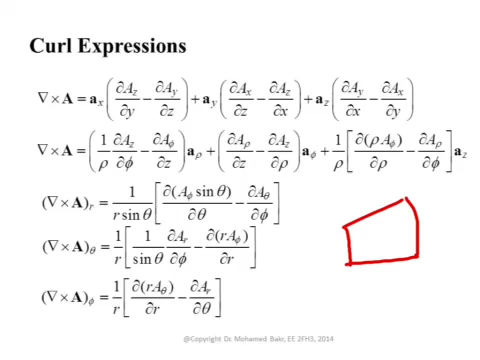 Curl Expressions
∇ × A = a_x (∂A_z/∂y − ∂A_y/∂z) + a_y (∂A_x/∂z − ∂A_z/∂x) + a_z (∂A_y/∂x − ∂A_x/∂y)
∇ × A = (1/ρ ∂A_z/∂ϕ − ∂A_ϕ/∂z) a_ρ + (∂A_ρ/∂z − ∂A_z/∂ρ) a_ϕ + 1/ρ [∂(ρA_ϕ)/∂ρ − ∂A_ρ/∂ϕ] a_z
(∇ × A)_r = 1/(r sin θ) [∂(A_ϕ sin θ)/∂θ − ∂A_θ/∂ϕ]
(∇ × A)_θ = 1/r [1/sin θ ∂A_r/∂ϕ − ∂(rA_ϕ)/∂r]
(∇ × A)_ϕ = 1/r [∂(rA_θ)/∂r − ∂A_r/∂θ]
@Copyright Dr. Mohamed Bakr, EE 2FH3, 2014